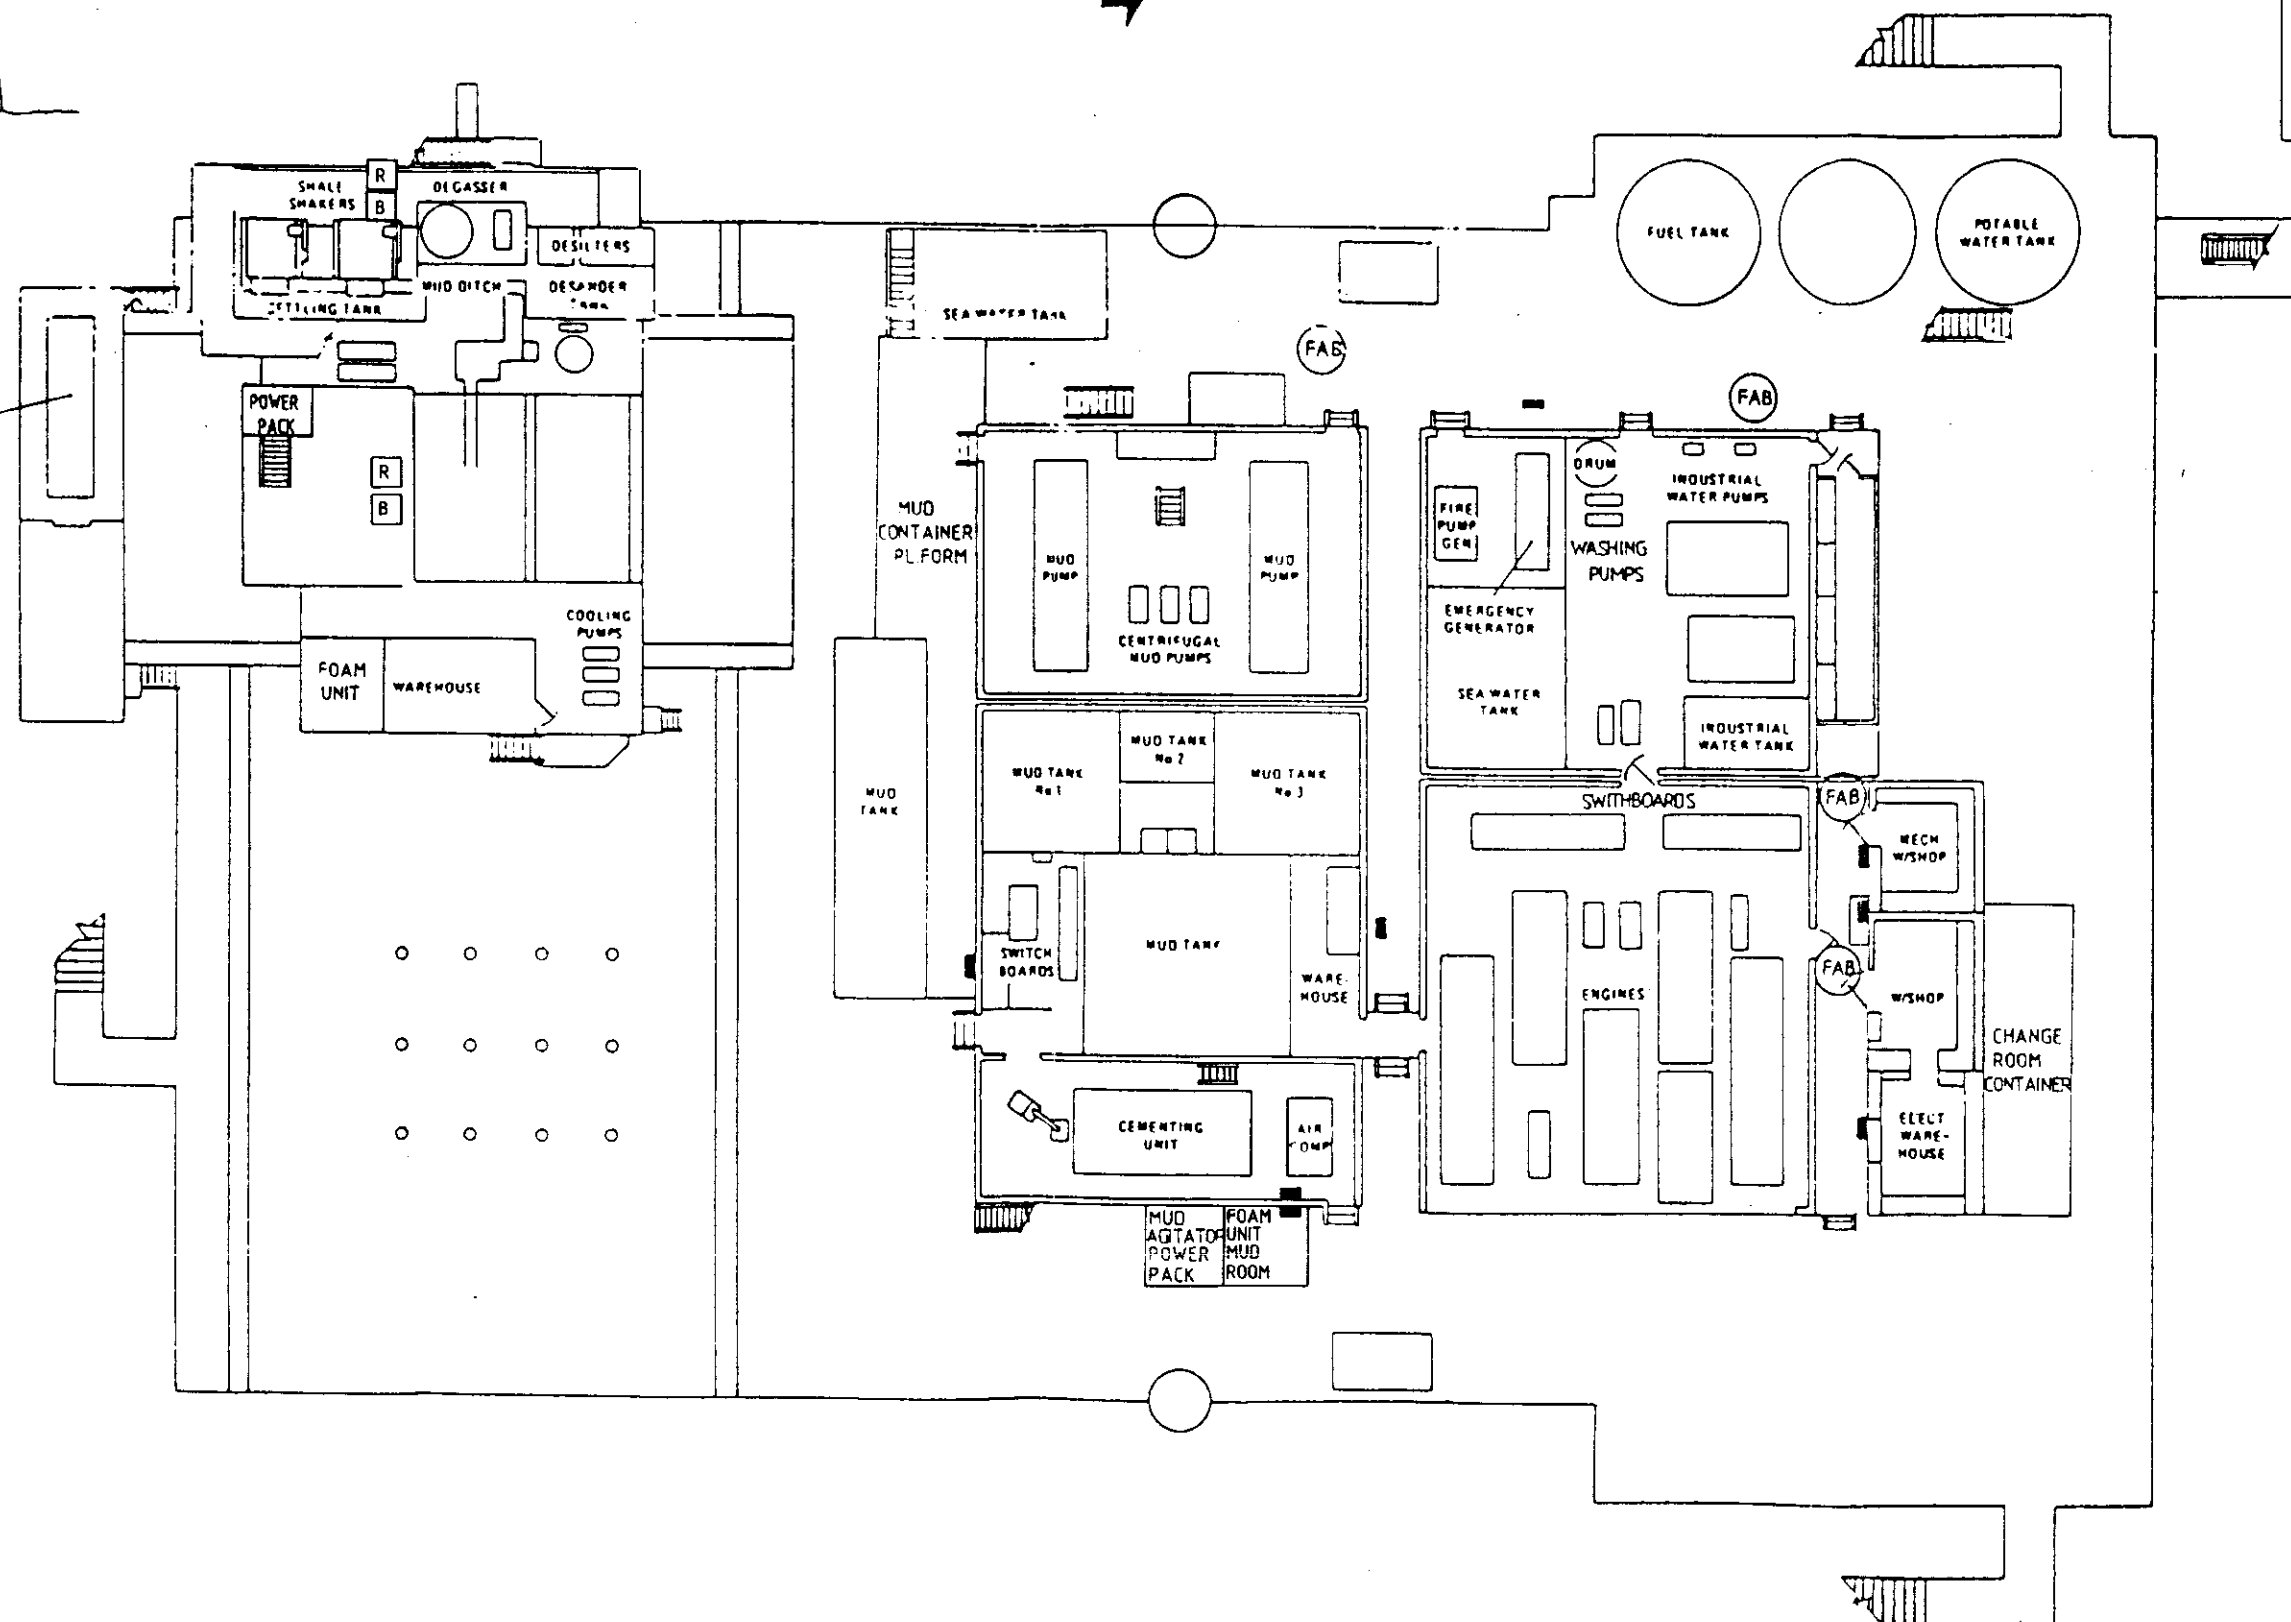 SHALE
SHAKERS
R
B
DEGASSER
DESILTERS
MUD DITCH
DESANDER
TANK
SETTLING TANK
POWER
PACK
R
B
COOLING
PUMPS
FOAM
UNIT
WAREHOUSE
SEA WATER TANK
FAB
FUEL TANK
POTABLE
WATER TANK
FAB
MUD
CONTAINER
PL.FORM
MUD
PUMP
MUD
PUMP
CENTRIFUGAL
MUD PUMPS
FIRE
PUMP
GEN
DRUM
INDUSTRIAL
WATER PUMPS
WASHING
PUMPS
EMERGENCY
GENERATOR
SEA WATER
TANK
INDUSTRIAL
WATER TANK
MUD
TANK
MUD TANK
No 1
MUD TANK
No 2
MUD TANK
No 3
SWITCH
BOARDS
MUD TANK
WARE-
HOUSE
SWITHBOARDS
FAB
MECH
W/SHOP
FAB
W/SHOP
ENGINES
CHANGE
ROOM
CONTAINER
ELECT
WARE-
HOUSE
CEMENTING
UNIT
AIR
COMP
MUD
AGITATOR
POWER
PACK
FOAM
UNIT
MUD
ROOM